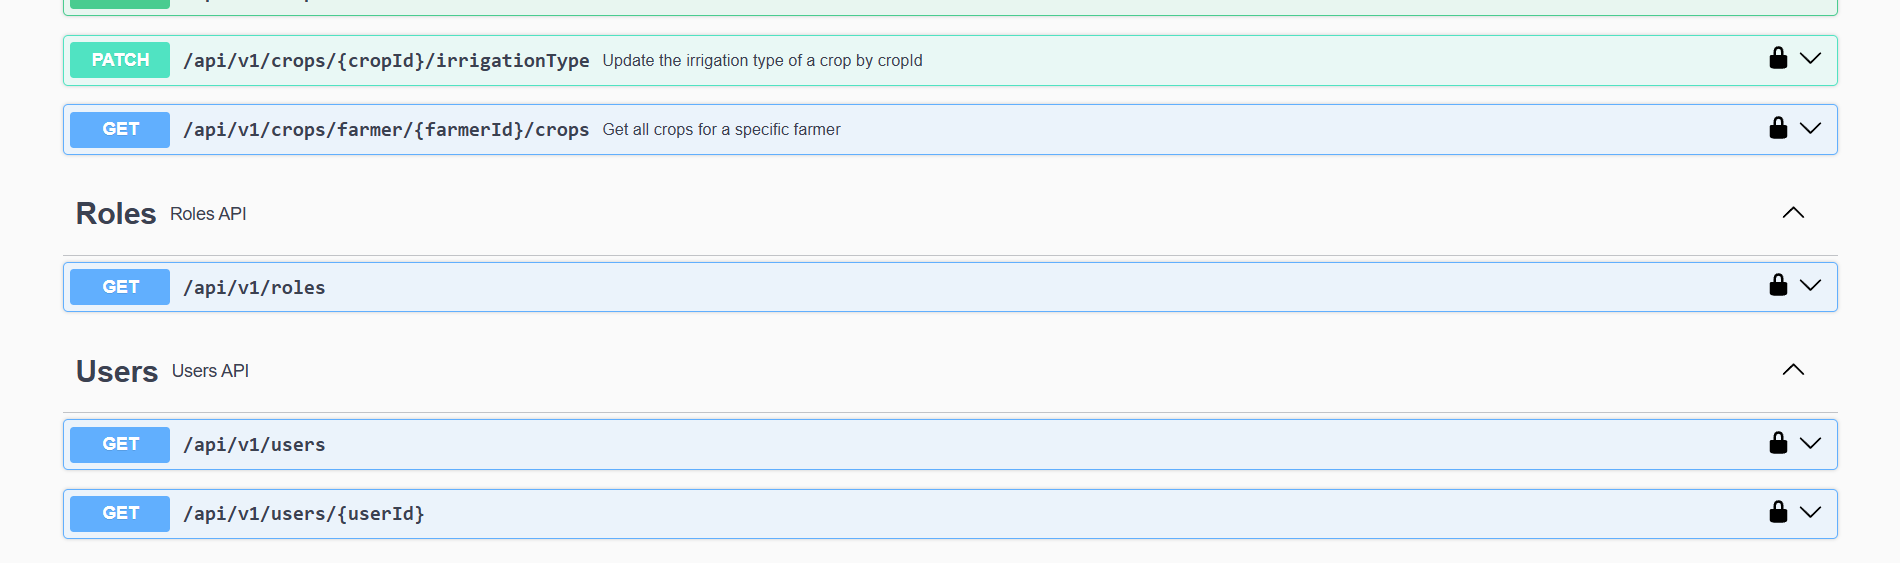 PATCH /api/v1/crops/{cropId}/irrigationType Update the irrigation type of a crop by cropId
GET /api/v1/crops/farmer/{farmerId}/crops Get all crops for a specific farmer
Roles Roles API
GET /api/v1/roles
Users Users API
GET /api/v1/users
GET /api/v1/users/{userId}